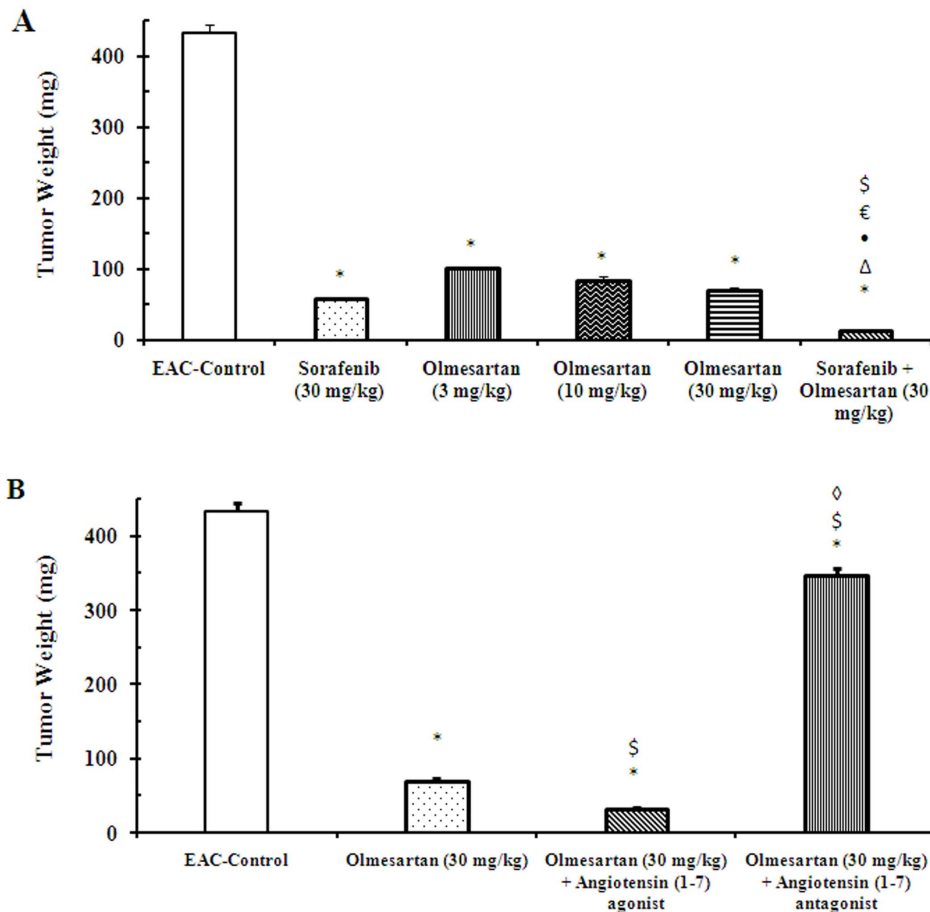 A
Tumor Weight (mg)
400
300
200
100
0
*
*
*
*
$
€
•
Δ
*
EAC-Control
Sorafenib
(30 mg/kg)
Olmesartan
(3 mg/kg)
Olmesartan
(10 mg/kg)
Olmesartan
(30 mg/kg)
Sorafenib +
Olmesartan (30
mg/kg)
B
Tumor Weight (mg)
400
300
200
100
0
*
$
*
◊
$
*
EAC-Control
Olmesartan (30 mg/kg)
Olmesartan (30 mg/kg)
+ Angiotensin (1-7)
agonist
Olmesartan (30 mg/kg)
+ Angiotensin (1-7)
antagonist